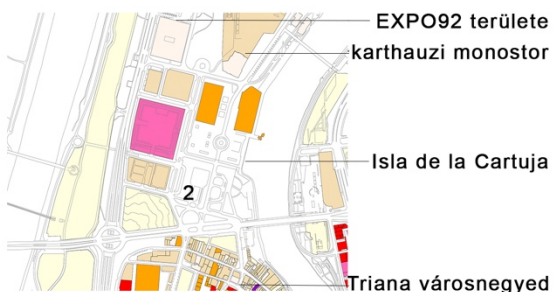 EXPO92 területe
karthauzi monostor
Isla de la Cartuja
2
Triana városnegyed